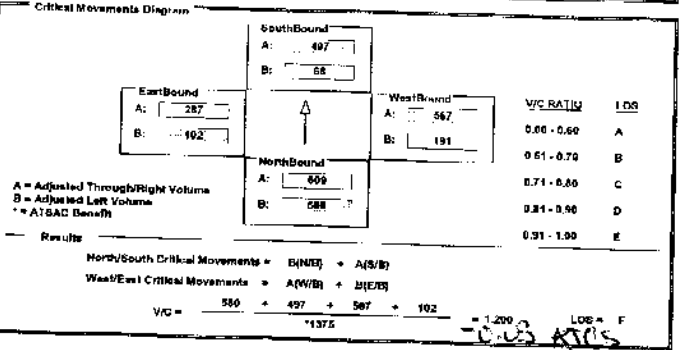 Critical Movements Diagram
SouthBound
A: 497
B: 68
EastBound
A: 287
B: 102
WestBound
A: 567
B: 191
NorthBound
A: 609
B:
V/C RATIO LOS
0.00 - 0.60 A
0.61 - 0.70 B
0.71 - 0.80 C
0.81 - 0.90 D
0.91 - 1.00 E
A = Adjusted Through/Right Volume
B = Adjusted Left Volume
* = ATSAC Benefit
Results
North/South Critical Movements = B(N/B) + A(S/B)
West/East Critical Movements = A(W/B) + B(E/B)
V/C = 580 + 497 + 567 + 102
*1375
= 1.200 LOS = F